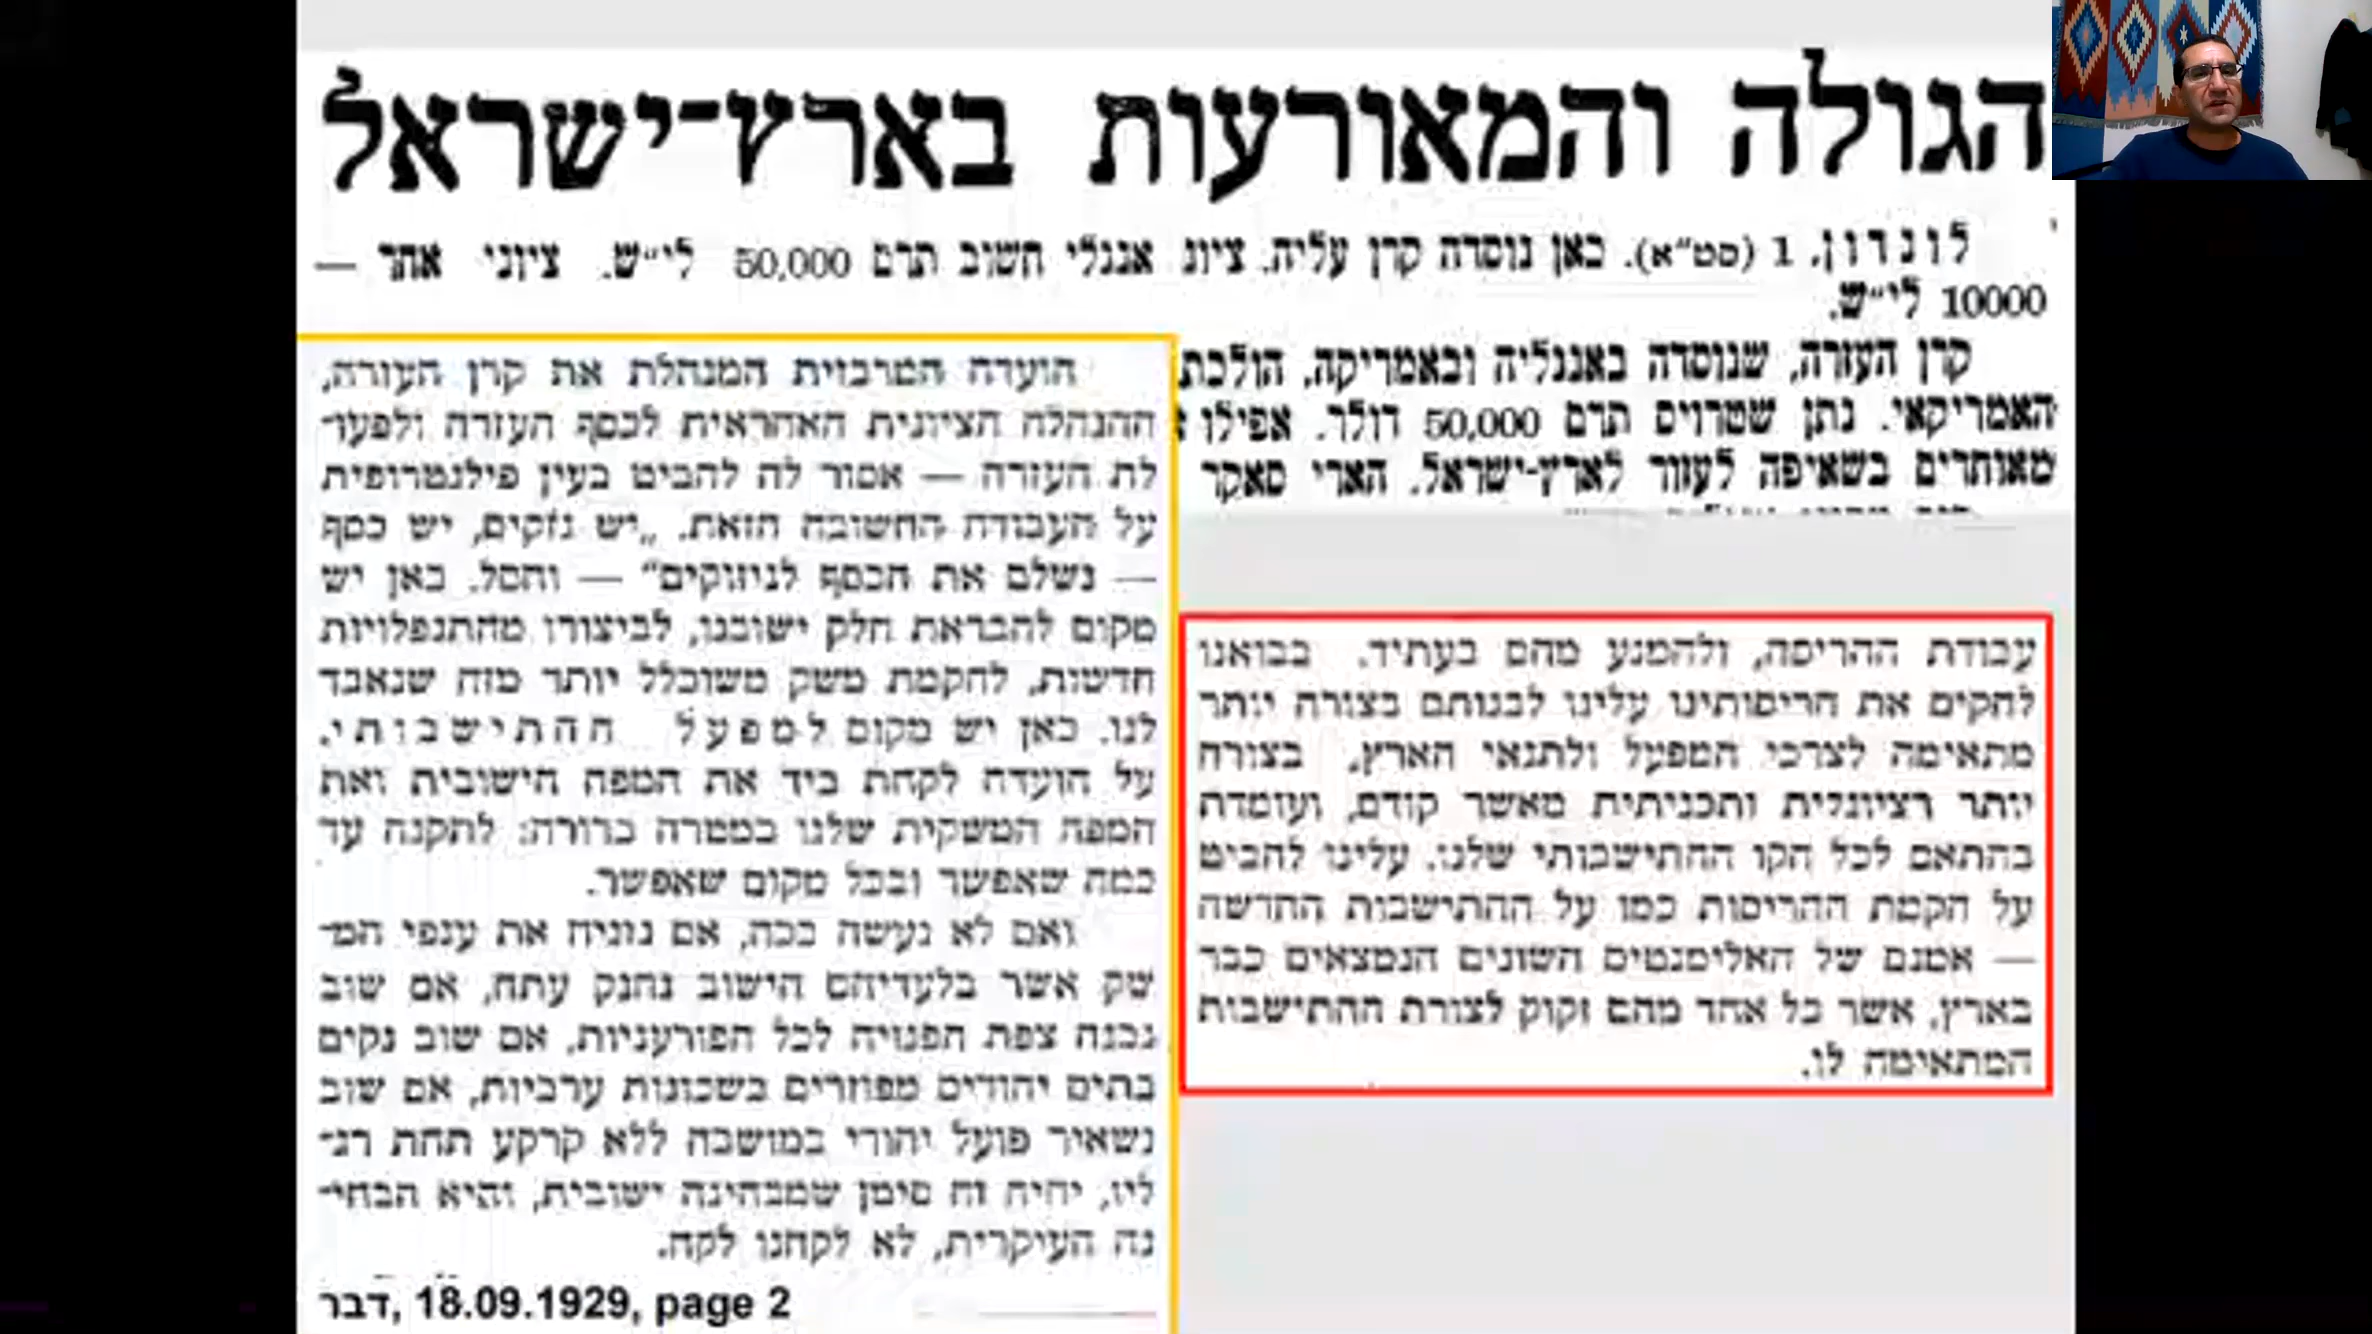 הגולה והמאורעות בארץ-ישראל
לונדון, 1 (סט"א). כאן נוסדה קרן עליה. ציוני אנגלי חשוב תרם 50,000 לי"ש. ציוני אחר —
10000 לי"ש.
קרן העזרה, שנוסדה באנגליה ובאמריקה, הולכת
האמריקאי. נתן שטרויס תרם 50,000 דולר. אפילו
מאוחרים בשאיפה לעזור לארץ-ישראל. הארי סאקר
עבודת ההריסה, ולהמנע מהם בעתיד. בבואנו
להקים את הריסותינו עלינו לבנותם בצורה יותר
מתאימה לצרכי המפעל ולתנאי הארץ, בצורה
יותר רציונלית ותכניתית מאשר קודם, ועומדת
בהתאם לכל הקו ההתישבותי שלנו. עלינו להביט
על הקמת ההריסות כמו על ההתישבות החדשה
— אמנם של האלימנטים השונים הנמצאים כבר
בארץ, אשר כל אחד מהם זקוק לצורת ההתישבות
המתאימה לו.
הועדה המרכזית המנהלת את קרן העזרה,
ההנהלה הציונית האחראית לכסף העזרה ולפעו־
לת העזרה — אסור לה להביט בעין פילנטרופית
על העבודה החשובה הזאת. „יש נזקים, יש כסף
— נשלם את הכסף לניזוקים" — וחסל. כאן יש
מקום להבראת חלק ישובנו, לביצורו מהתנפלויות
חדשות, להקמת משק משוכלל יותר מזה שנאבד
לנו. כאן יש מקום למפעל ההתישבותי.
על הועדה לקחת ביד את המפה הישובית ואת
המפה המשקית שלנו במטרה ברורה: לתקנה עד
כמה שאפשר ובכל מקום שאפשר.
ואם לא נעשה ככה, אם נזניח את ענפי המ־
שק אשר בלעדיהם הישוב נחנק עתה, אם שוב
נבנה צפת הפנויה לכל הפורעניות, אם שוב נקים
בתים יהודים מפוזרים בשכונות ערביות, אם שוב
נשאיר פועל יהודי במושבה ללא קרקע תחת רג־
ליו, יהיה זה סימן שמבחינה ישובית, והיא הבחי־
נה העיקרית, לא לקחנו לקח.
דבר, 18.09.1929, page 2